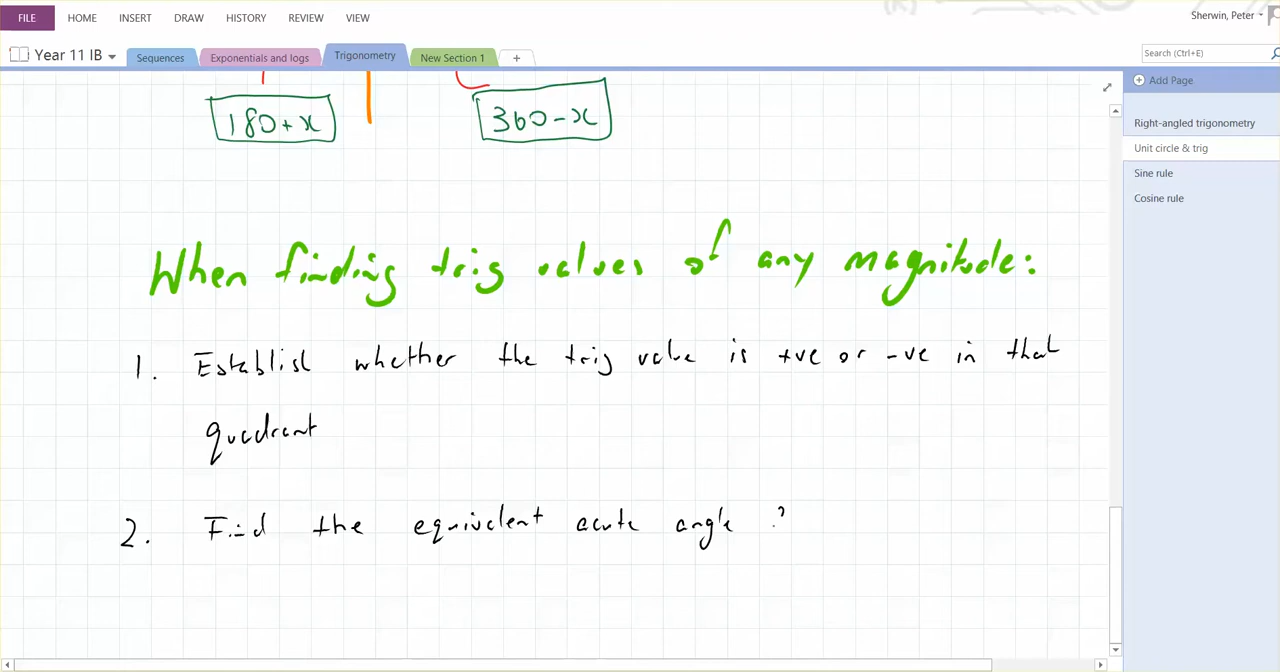 FILE HOME INSERT DRAW HISTORY REVIEW VIEW
Sherwin, Peter
Year 11 IB Sequences Exponentials and logs Trigonometry New Section 1 +
Search (Ctrl+E)
Add Page
180+x 360-x
Right-angled trigonometry
Unit circle & trig
Sine rule
Cosine rule
When finding trig values of any magnitude:
1. Establish whether the trig value is +ve or -ve in that
quadrant
2. Find the equivalent acute angle